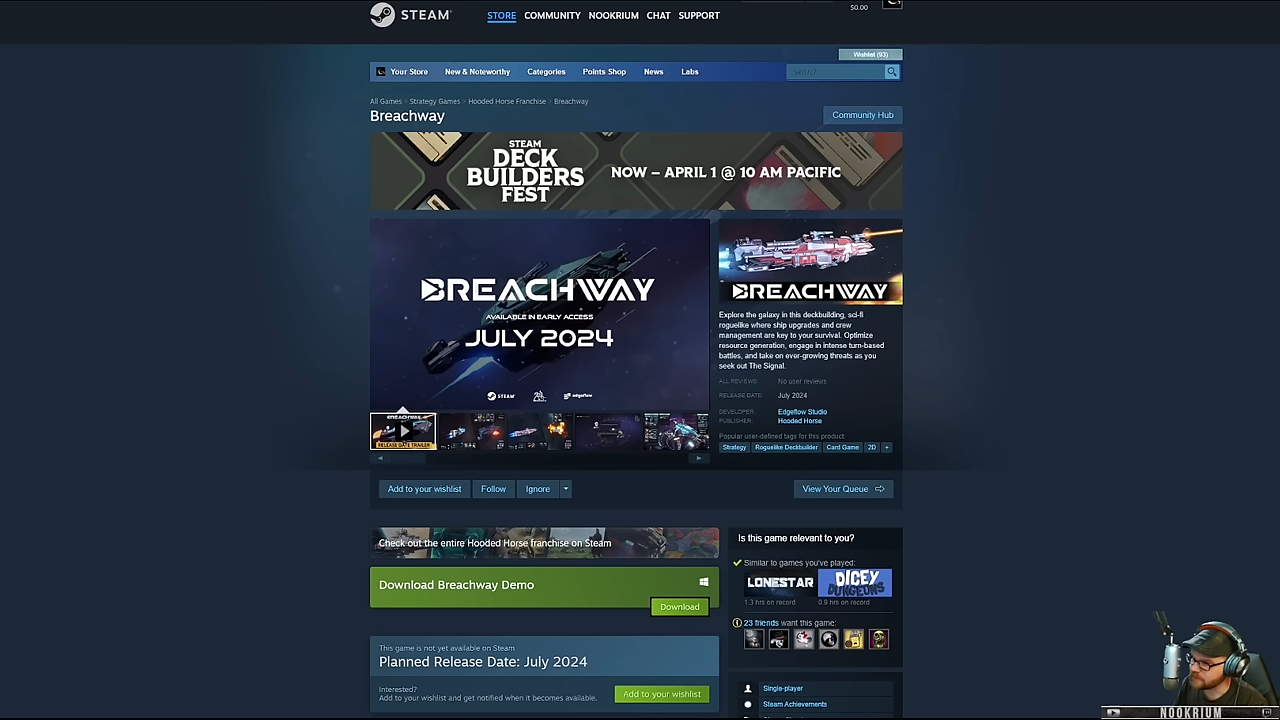 $0.00
STEAM
STORE COMMUNITY NOOKRIUM CHAT SUPPORT
Wishlist (93)
Your Store New & Noteworthy Categories Points Shop News Labs
search
All Games > Strategy Games > Hooded Horse Franchise > Breachway
Breachway
Community Hub
STEAM
DECK
BUILDERS
FEST
NOW – APRIL 1 @ 10 AM PACIFIC
BREACHWAY
AVAILABLE IN EARLY ACCESS
JULY 2024
STEAM
edgeflow
BREACHWAY
RELEASE DATE TRAILER
BREACHWAY
Explore the galaxy in this deckbuilding, sci-fi
roguelike where ship upgrades and crew
management are key to your survival. Optimize
resource generation, engage in intense turn-based
battles, and take on ever-growing threats as you
seek out The Signal.
ALL REVIEWS: No user reviews
RELEASE DATE: July 2024
DEVELOPER: Edgeflow Studio
PUBLISHER: Hooded Horse
Popular user-defined tags for this product:
Strategy Roguelike Deckbuilder Card Game 2D +
Add to your wishlist Follow Ignore
View Your Queue
Check out the entire Hooded Horse franchise on Steam
Download Breachway Demo
Download
This game is not yet available on Steam
Planned Release Date: July 2024
Interested?
Add to your wishlist and get notified when it becomes available.
Add to your wishlist
Is this game relevant to you?
Similar to games you've played:
LONESTAR
DICEY
DUNGEONS
1.3 hrs on record 0.9 hrs on record
23 friends want this game:
Single-player
Steam Achievements
NOOKRIUM